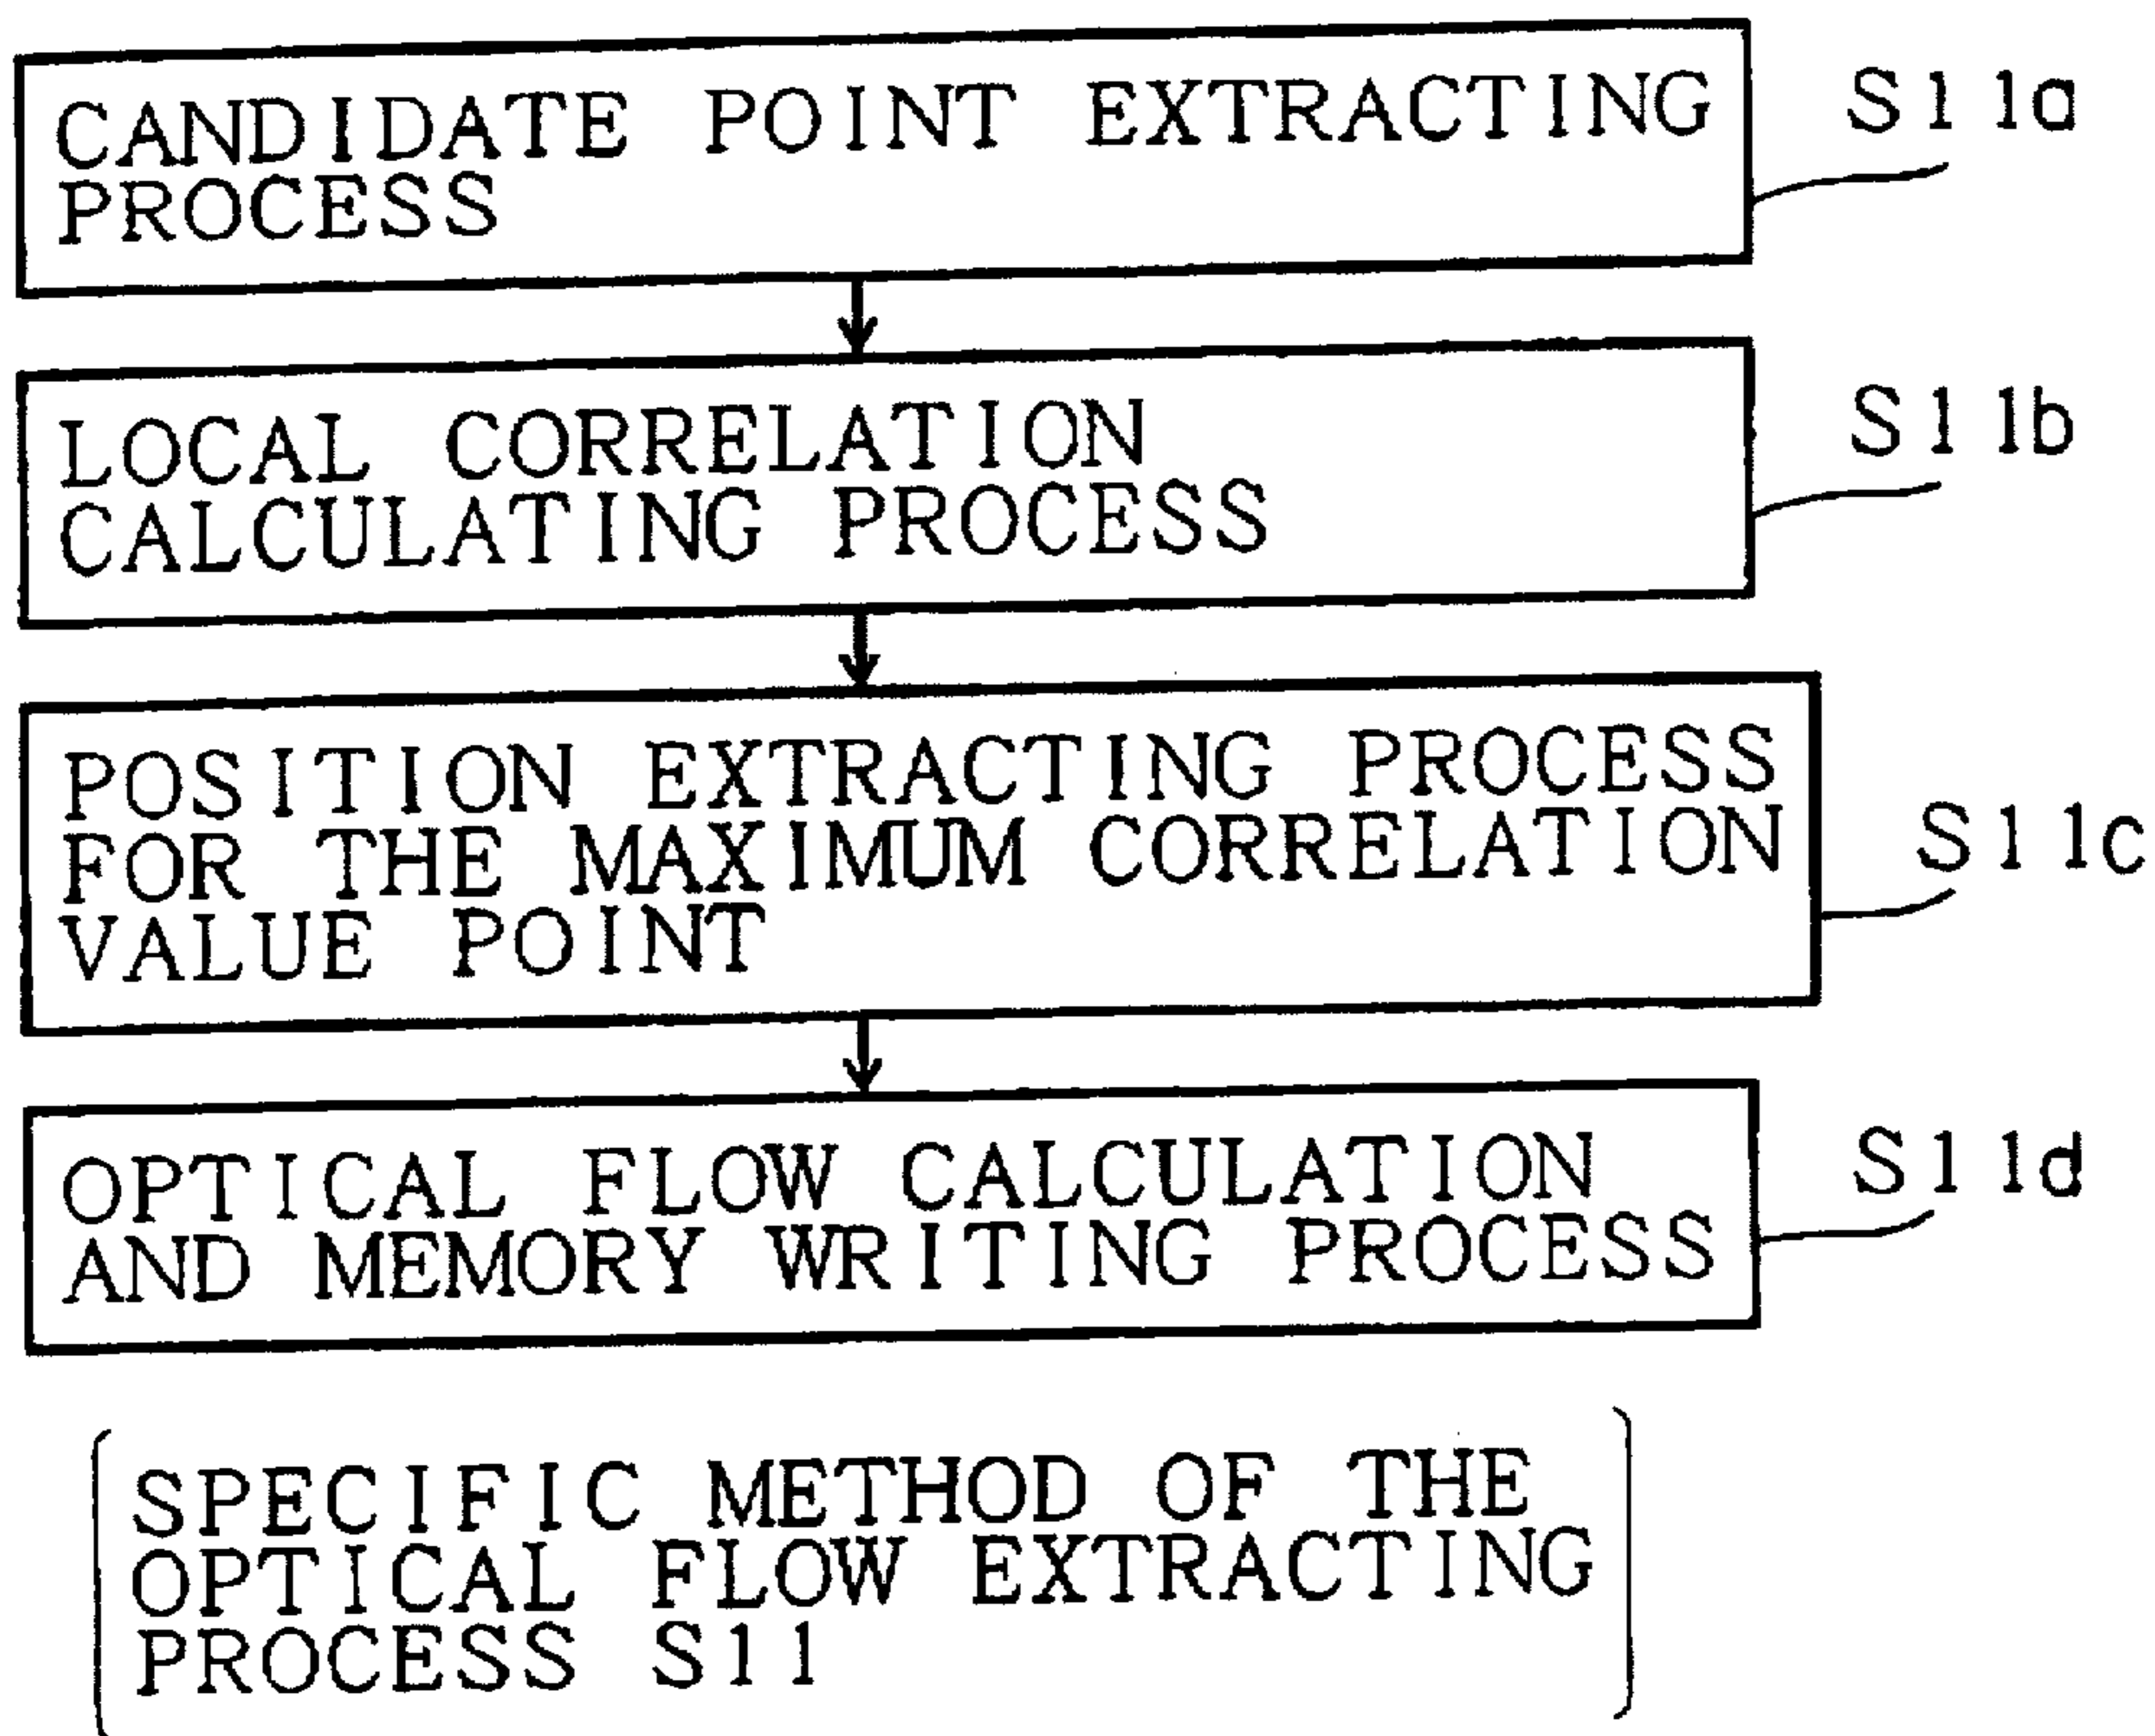 CANDIDATE POINT EXTRACTING
PROCESS
S11a
LOCAL CORRELATION
CALCULATING PROCESS
S11b
POSITION EXTRACTING PROCESS
FOR THE MAXIMUM CORRELATION
VALUE POINT
S11c
OPTICAL FLOW CALCULATION
AND MEMORY WRITING PROCESS
S11d
SPECIFIC METHOD OF THE
OPTICAL FLOW EXTRACTING
PROCESS S11